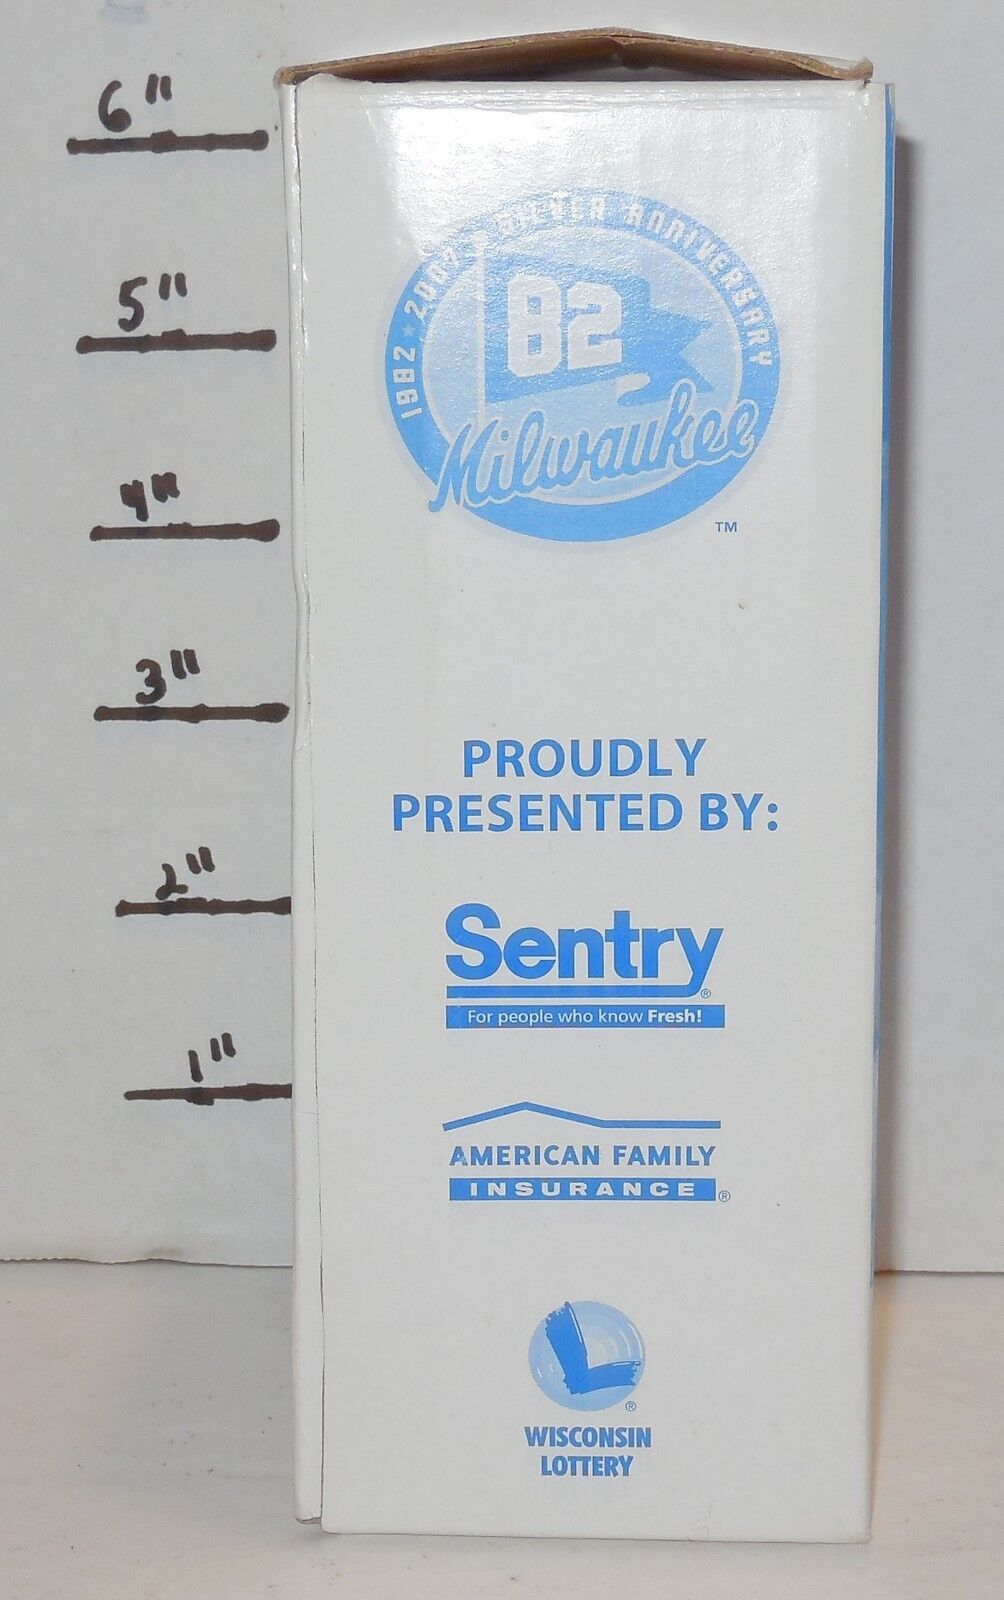 6"
5"
4"
3"
2"
1"
1982 ★ 2007 ★ SILVER ANNIVERSARY
82
Milwaukee
TM
PROUDLY
PRESENTED BY:
Sentry®
For people who know Fresh!
AMERICAN FAMILY
INSURANCE®
L®
WISCONSIN
LOTTERY